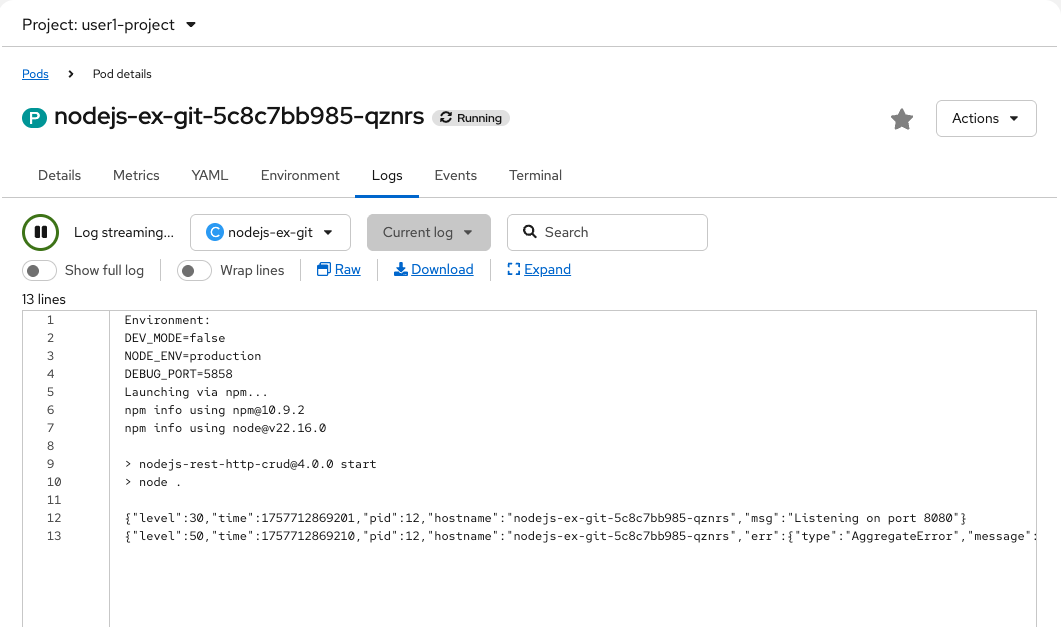 Project: user1-project
Pods > Pod details
P nodejs-ex-git-5c8c7bb985-qznrs Running
Actions
Details Metrics YAML Environment Logs Events Terminal
Log streaming... C nodejs-ex-git Current log Search
Show full log Wrap lines Raw Download Expand
13 lines
1 Environment:
2 DEV_MODE=false
3 NODE_ENV=production
4 DEBUG_PORT=5858
5 Launching via npm...
6 npm info using npm@10.9.2
7 npm info using node@v22.16.0
8
9 > nodejs-rest-http-crud@4.0.0 start
10 > node .
11
12 {"level":30,"time":1757712869201,"pid":12,"hostname":"nodejs-ex-git-5c8c7bb985-qznrs","msg":"Listening on port 8080"}
13 {"level":50,"time":1757712869210,"pid":12,"hostname":"nodejs-ex-git-5c8c7bb985-qznrs","err":{"type":"AggregateError","message":